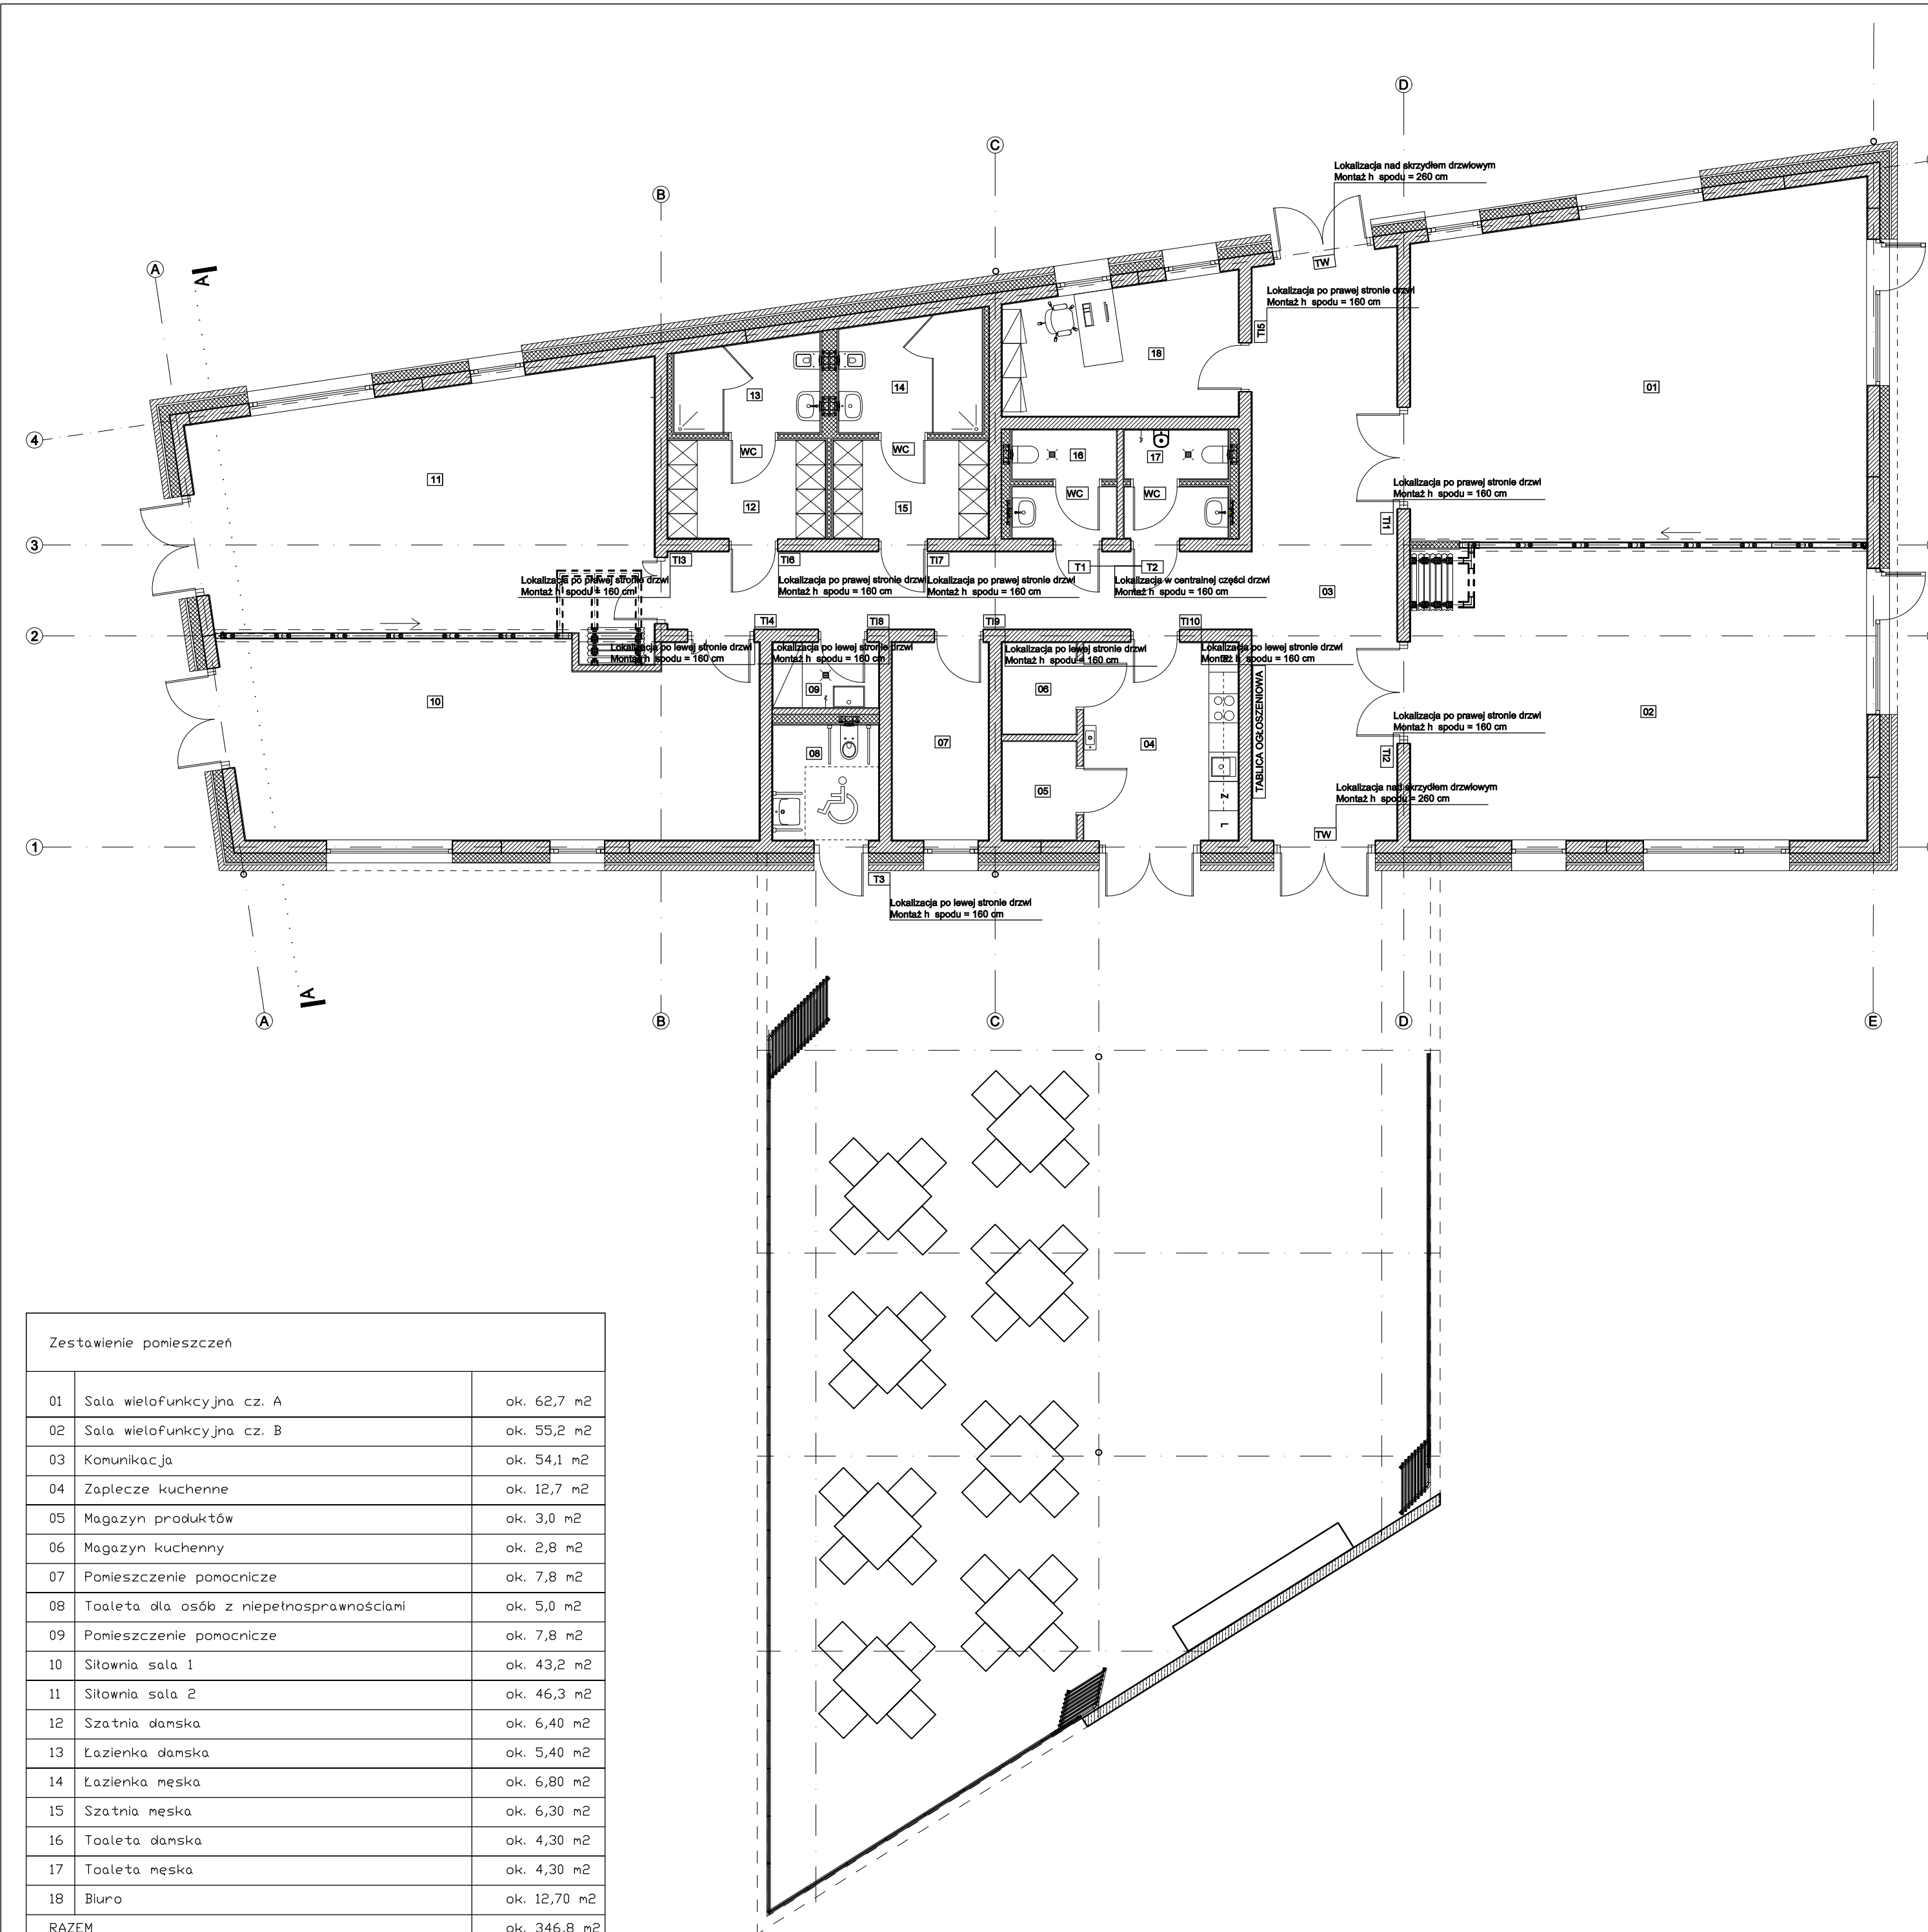 D
C
Lokalizacja nad skrzydłem drzwiowym
Montaż h spodu = 260 cm
B
A
A
TW
Lokalizacja po prawej stronie drzwi
Montaż h spodu = 160 cm
TI5
18
01
13
14
4
WC
WC
16
17
11
Lokalizacja po prawej stronie drzwi
Montaż h spodu = 160 cm
WC
WC
12
15
TI1
3
TI3
TI6
TI7
T1
T2
Lokalizacja po prawej stronie drzwi
Montaż h spodu = 160 cm
Lokalizacja po prawej stronie drzwi
Montaż h spodu = 160 cm
Lokalizacja po prawej stronie drzwi
Montaż h spodu = 160 cm
Lokalizacja w centralnej części drzwi
Montaż h spodu = 160 cm
03
2
TI4
TI8
TI9
TI10
Lokalizacja po lewej stronie drzwi
Montaż h spodu = 160 cm
Lokalizacja po lewej stronie drzwi
Montaż h spodu = 160 cm
Lokalizacja po lewej stronie drzwi
Montaż h spodu = 160 cm
Lokalizacja po lewej stronie drzwi
Montaż h spodu = 160 cm
10
09
06
TABLICA OGŁOSZENIOWA
02
Lokalizacja po prawej stronie drzwi
Montaż h spodu = 160 cm
08
07
04
TI2
05
Z
L
Lokalizacja nad skrzydłem drzwiowym
Montaż h spodu = 260 cm
TW
1
T3
Lokalizacja po lewej stronie drzwi
Montaż h spodu = 160 cm
A
A
B
C
D
E
Zestawienie pomieszczeń
01 Sala wielofunkcyjna cz. A ok. 62,7 m2
02 Sala wielofunkcyjna cz. B ok. 55,2 m2
03 Komunikacja ok. 54,1 m2
04 Zaplecze kuchenne ok. 12,7 m2
05 Magazyn produktów ok. 3,0 m2
06 Magazyn kuchenny ok. 2,8 m2
07 Pomieszczenie pomocnicze ok. 7,8 m2
08 Toaleta dla osób z niepełnosprawnościami ok. 5,0 m2
09 Pomieszczenie pomocnicze ok. 7,8 m2
10 Siłownia sala 1 ok. 43,2 m2
11 Siłownia sala 2 ok. 46,3 m2
12 Szatnia damska ok. 6,40 m2
13 Łazienka damska ok. 5,40 m2
14 Łazienka męska ok. 6,80 m2
15 Szatnia męska ok. 6,30 m2
16 Toaleta damska ok. 4,30 m2
17 Toaleta męska ok. 4,30 m2
18 Biuro ok. 12,70 m2
RAZEM ok. 346,8 m2